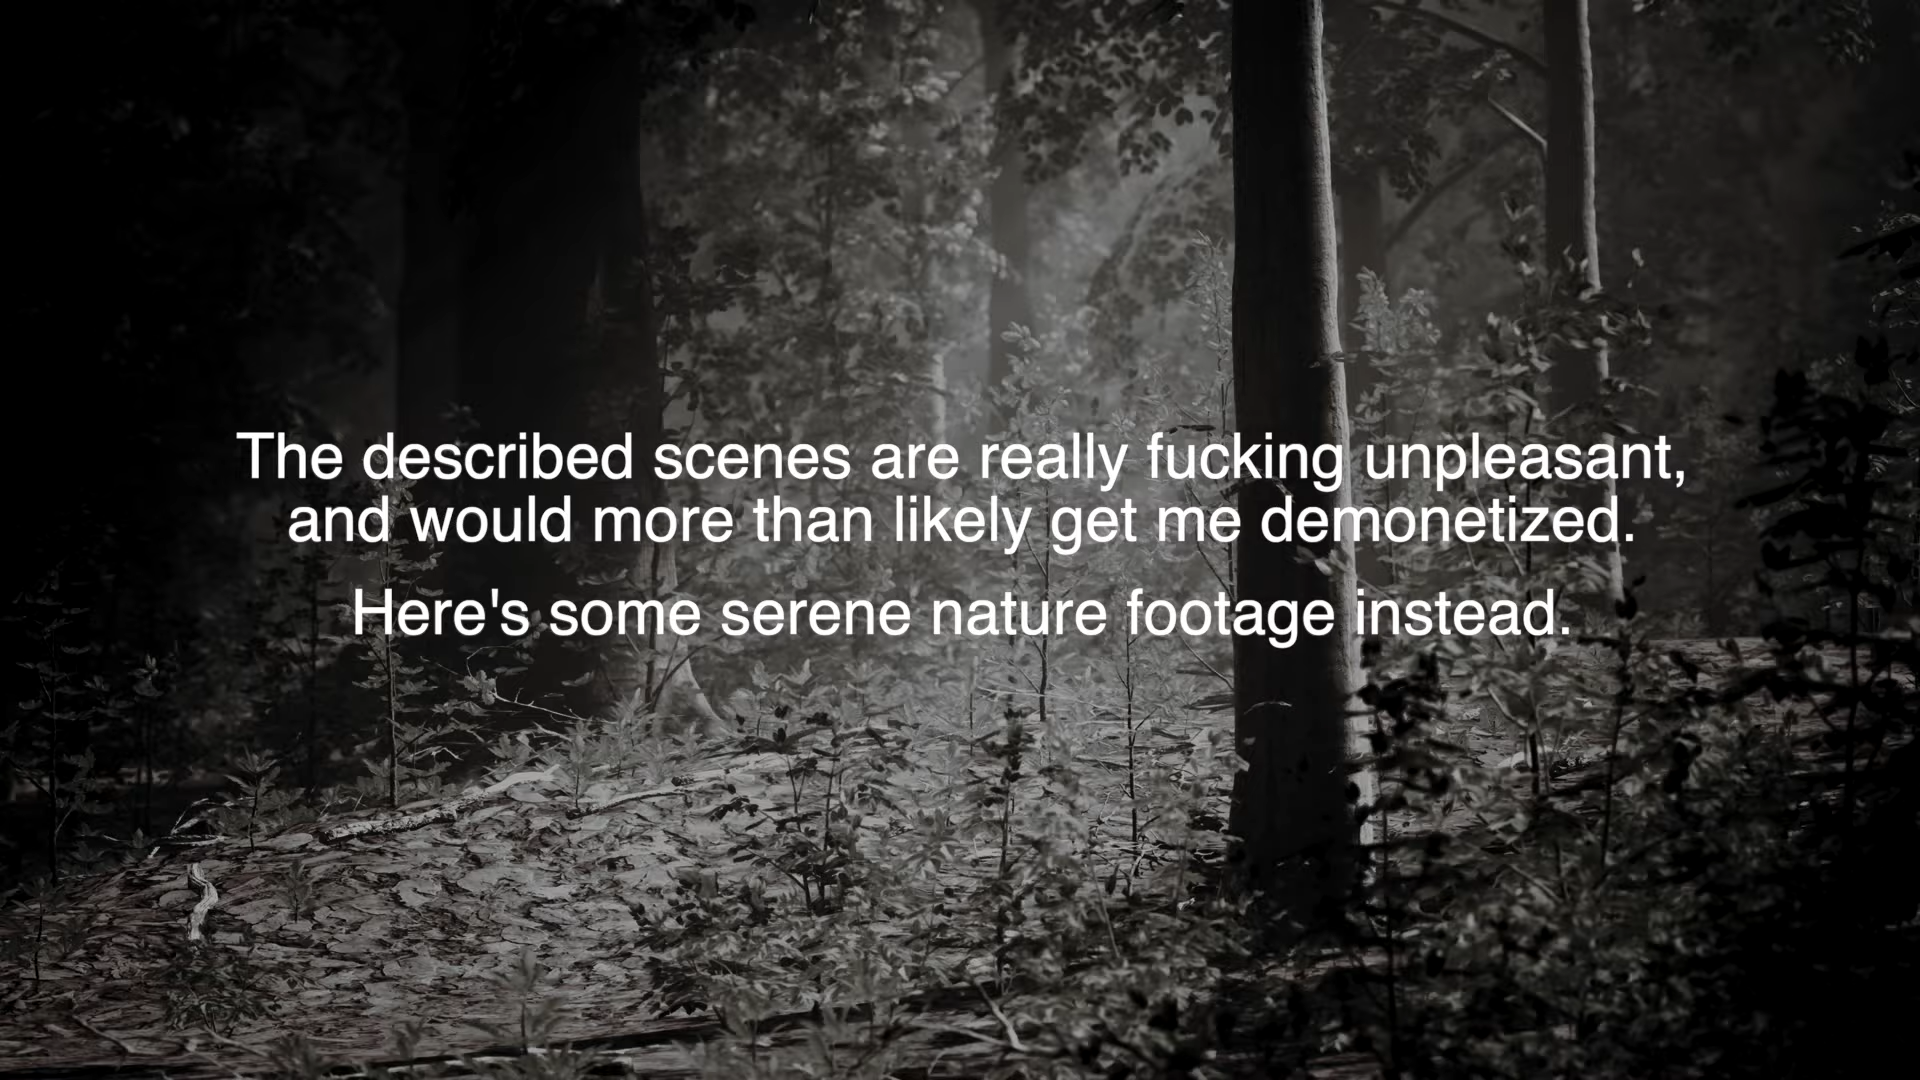 The described scenes are really fucking unpleasant,
and would more than likely get me demonetized.
Here's some serene nature footage instead.